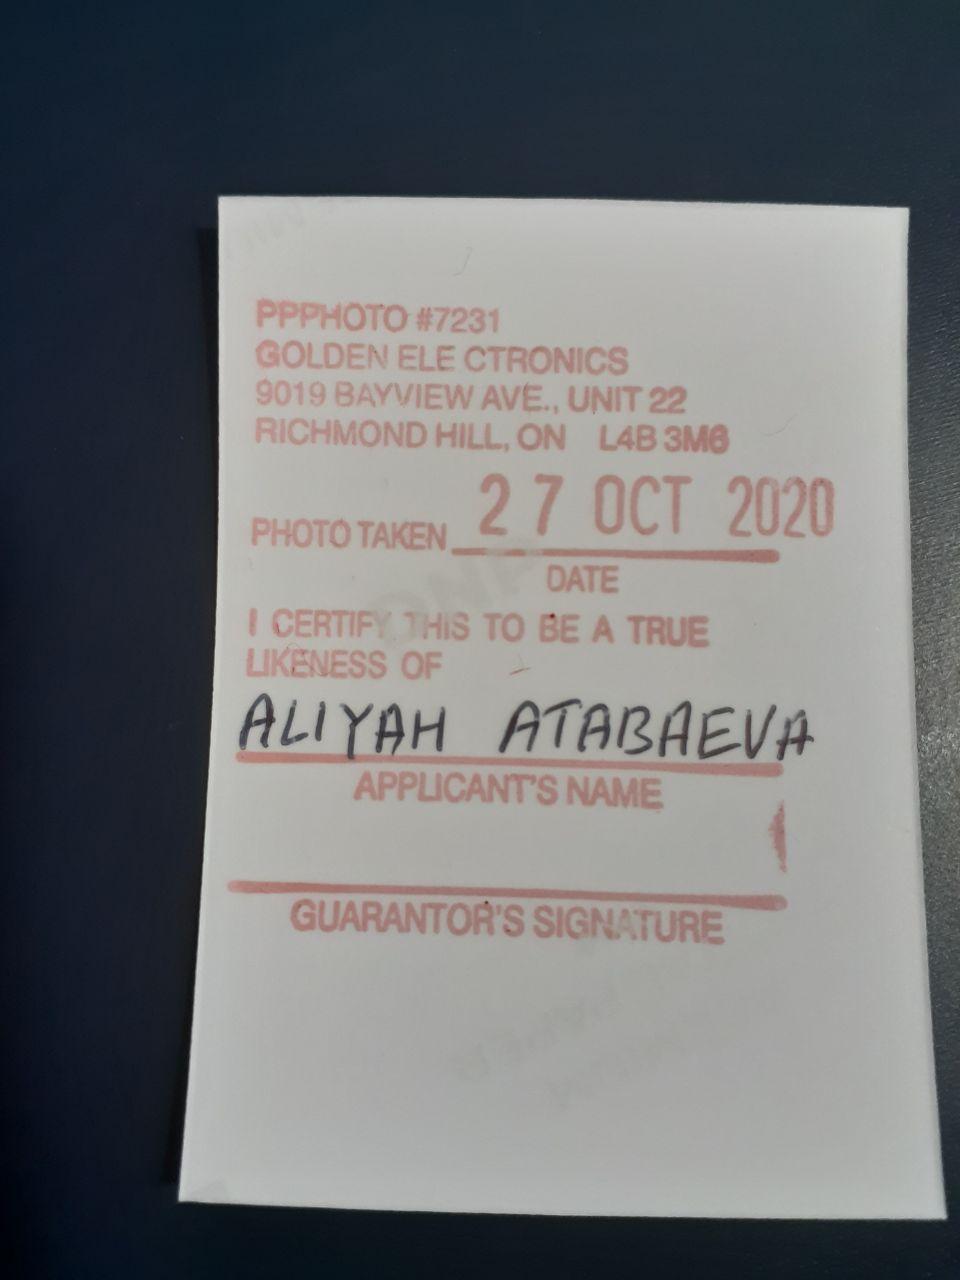 PPPHOTO #7231
GOLDEN ELE CTRONICS
9019 BAYVIEW AVE., UNIT 22
RICHMOND HILL, ON L4B 3M6
27 OCT 2020
PHOTO TAKEN
DATE
I CERTIFY THIS TO BE A TRUE
LIKENESS OF
ALIYAH ATABAEVA
APPLICANT'S NAME
GUARANTOR'S SIGNATURE